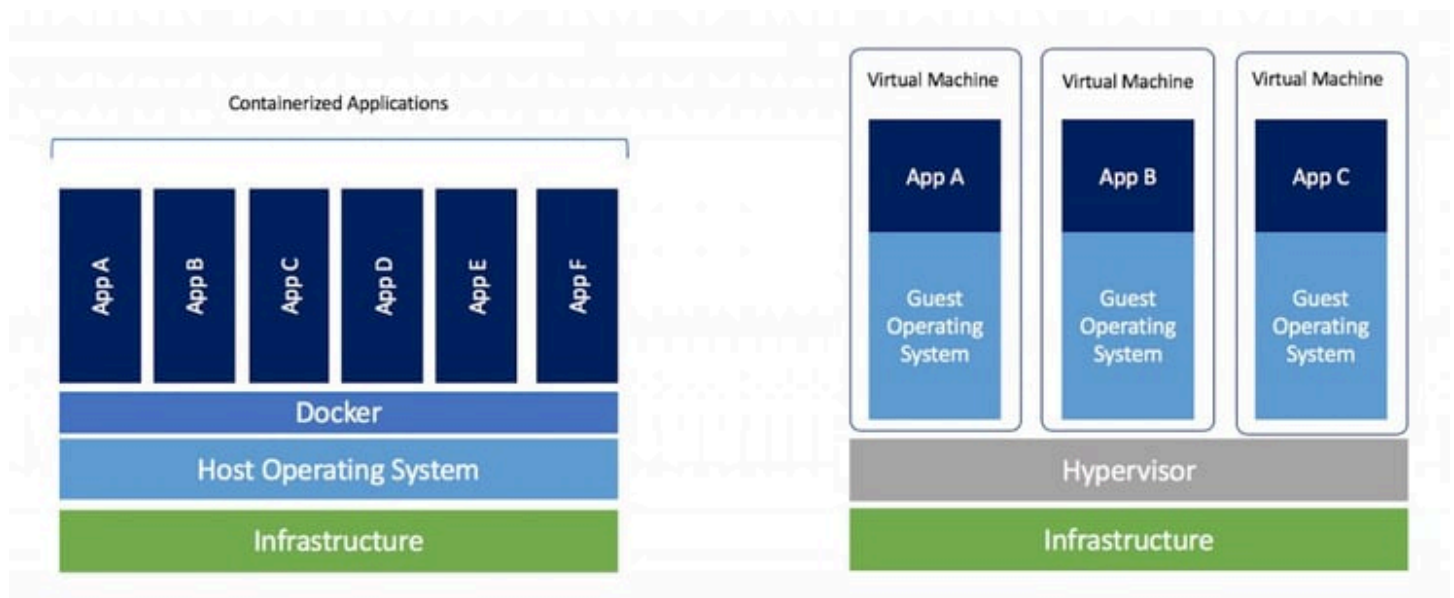 Containerized Applications
App A
App B
App C
App D
App E
App F
Docker
Host Operating System
Infrastructure
Virtual Machine
App A
Guest
Operating
System
Virtual Machine
App B
Guest
Operating
System
Virtual Machine
App C
Guest
Operating
System
Hypervisor
Infrastructure